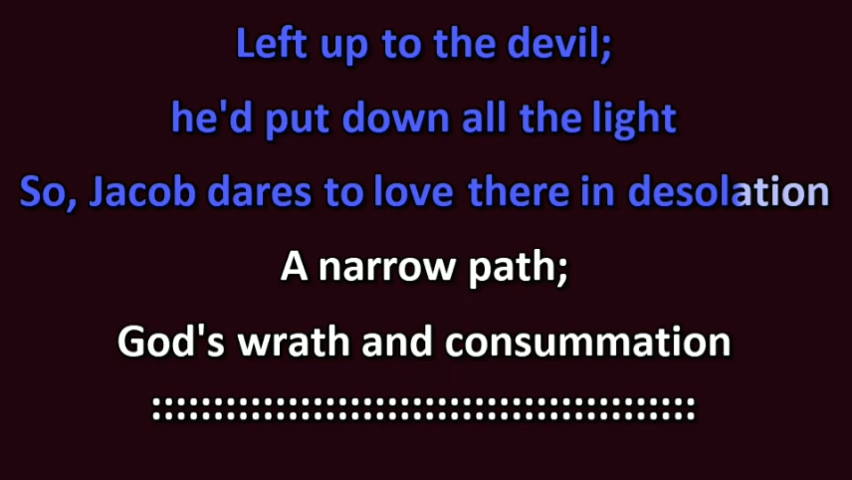 Left up to the devil;
he'd put down all the light
So, Jacob dares to love there in desolation
A narrow path;
God's wrath and consummation
::::::::::::::::::::::::::::::::::::::::::::